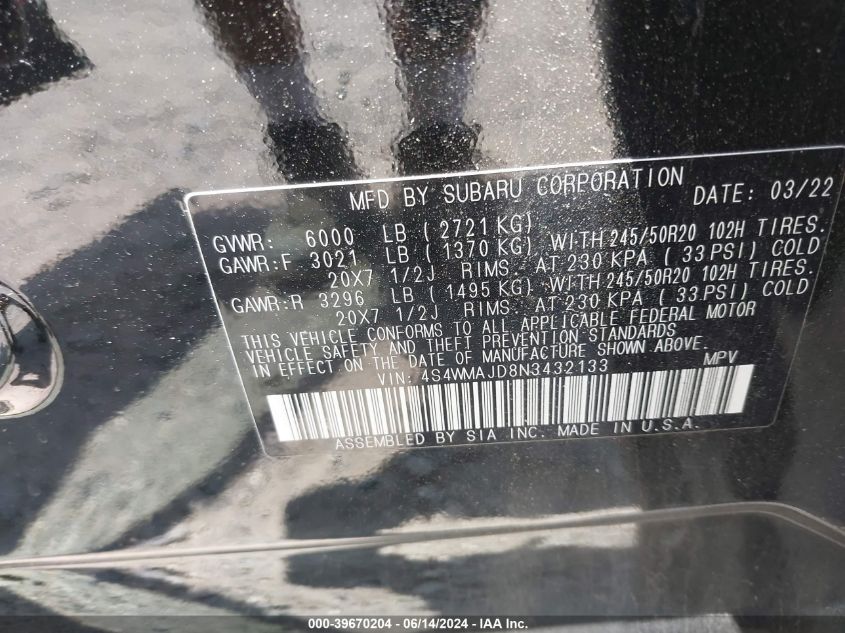 MFD BY SUBARU CORPORATION DATE: 03/22
GVWR: 6000 LB ( 2721 KG)
GAWR:F 3021 LB ( 1370 KG) WITH 245/50R20 102H TIRES.
20X7 1/2J RIMS. AT 230 KPA ( 33 PSI) COLD
GAWR:R 3296 LB ( 1495 KG) WITH 245/50R20 102H TIRES.
20X7 1/2J RIMS. AT 230 KPA ( 33 PSI) COLD
THIS VEHICLE CONFORMS TO ALL APPLICABLE FEDERAL MOTOR
VEHICLE SAFETY AND THEFT PREVENTION STANDARDS
IN EFFECT ON THE DATE OF MANUFACTURE SHOWN ABOVE.
VIN: 4S4WMAJD8N3432133 MPV
ASSEMBLED BY SIA INC. MADE IN U.S.A.
000-39670204 - 06/14/2024 - IAA Inc.